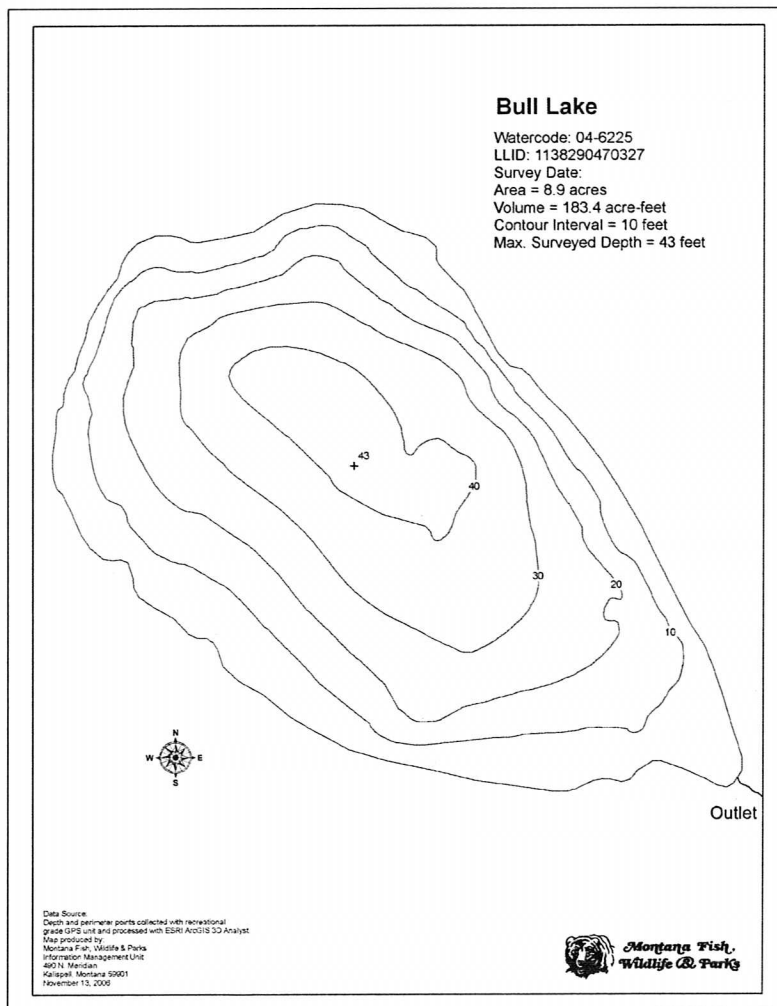 Bull Lake
Watercode: 04-6225
LLID: 1138290470327
Survey Date:
Area = 8.9 acres
Volume = 183.4 acre-feet
Contour Interval = 10 feet
Max. Surveyed Depth = 43 feet
43
40
30
20
10
N
W E
S
Outlet
Data Source:
Depth and perimeter points collected with recreational
grade GPS unit and processed with ESRI ArcGIS 3D Analyst
Map produced by:
Montana Fish, Wildlife & Parks
Information Management Unit
490 N. Meridian
Kalispell, Montana 59901
November 13, 2006
Montana Fish,
Wildlife & Parks